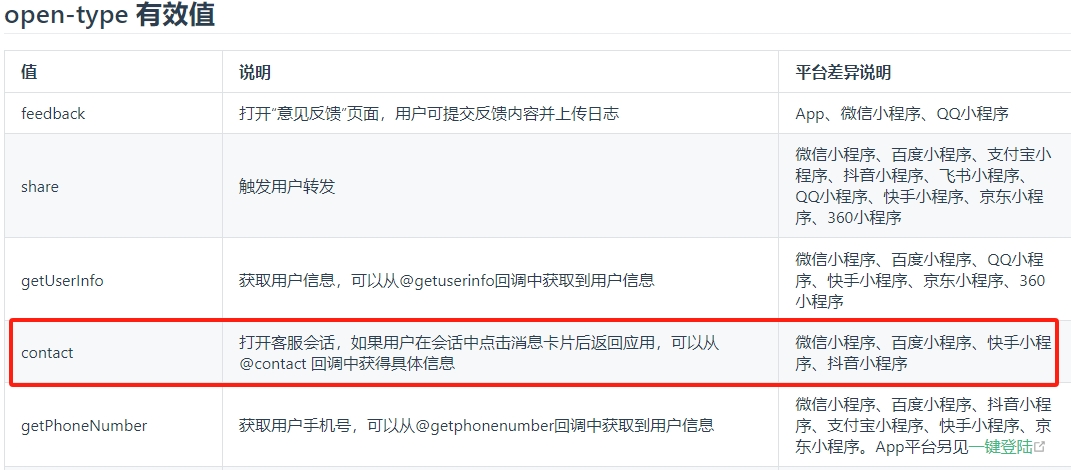 open-type 有效值
值 说明 平台差异说明
feedback 打开“意见反馈”页面，用户可提交反馈内容并上传日志 App、微信小程序、QQ小程序
share 触发用户转发 微信小程序、百度小程序、支付宝小
程序、抖音小程序、飞书小程序、
QQ小程序、快手小程序、京东小程
序、360小程序
getUserInfo 获取用户信息，可以从@getuserinfo回调中获取到用户信息 微信小程序、百度小程序、QQ小程
序、快手小程序、京东小程序、360
小程序
contact 打开客服会话，如果用户在会话中点击消息卡片后返回应用，可以从
@contact 回调中获得具体信息
微信小程序、百度小程序、快手小程
序、抖音小程序
getPhoneNumber 获取用户手机号，可以从@getphonenumber回调中获取到用户信息 微信小程序、百度小程序、抖音小程
序、支付宝小程序、快手小程序、京
东小程序。App平台另见一键登陆